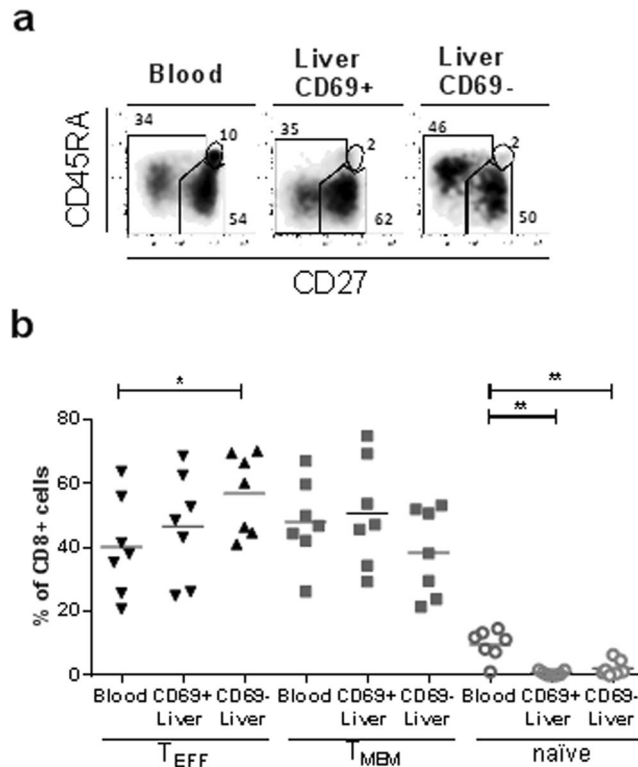 a
Blood
Liver CD69+
Liver CD69-
34
10
54
35
2
62
46
2
50
CD45RA
CD27
b
*
**
**
% of CD8+ cells
80
60
40
20
0
Blood CD69+ Liver CD69- Liver Blood CD69+ Liver CD69- Liver Blood CD69+ Liver CD69- Liver
TEFF TMEM naïve